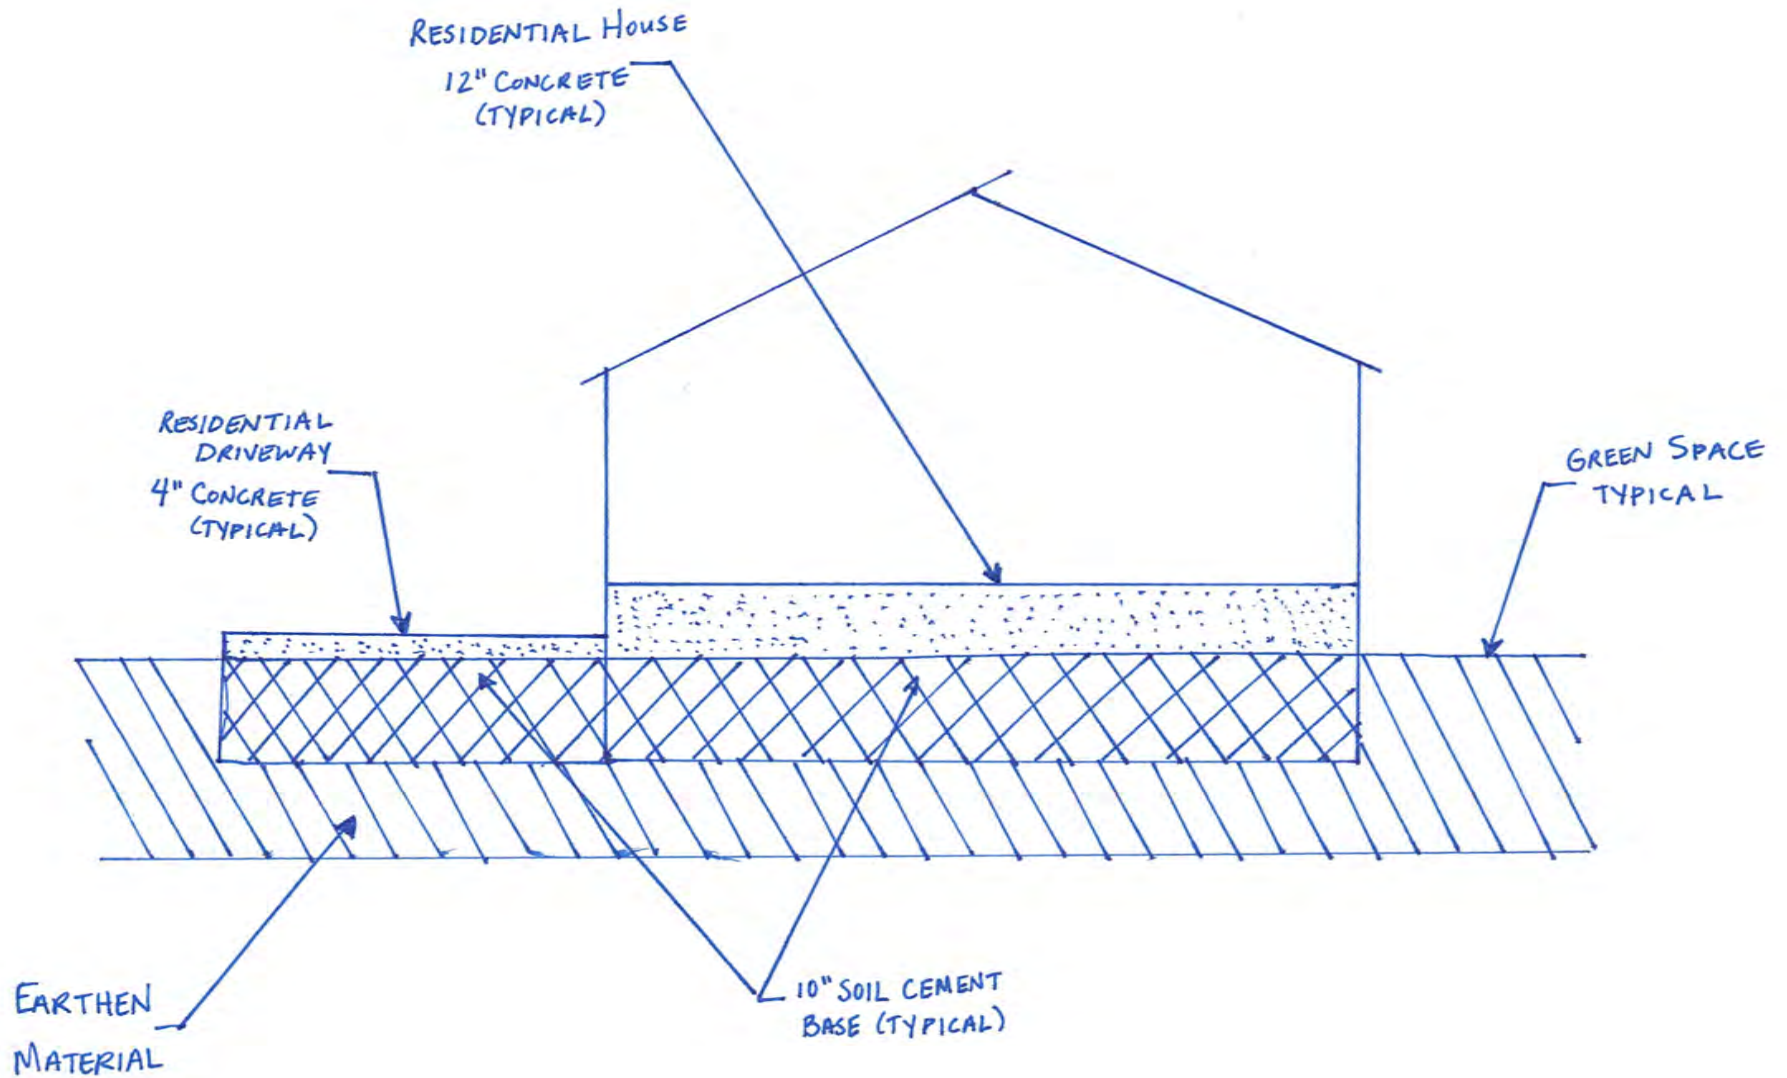 RESIDENTIAL HOUSE
12" CONCRETE
(TYPICAL)
RESIDENTIAL
DRIVEWAY
4" CONCRETE
(TYPICAL)
GREEN SPACE
TYPICAL
10" SOIL CEMENT
BASE (TYPICAL)
EARTHEN
MATERIAL